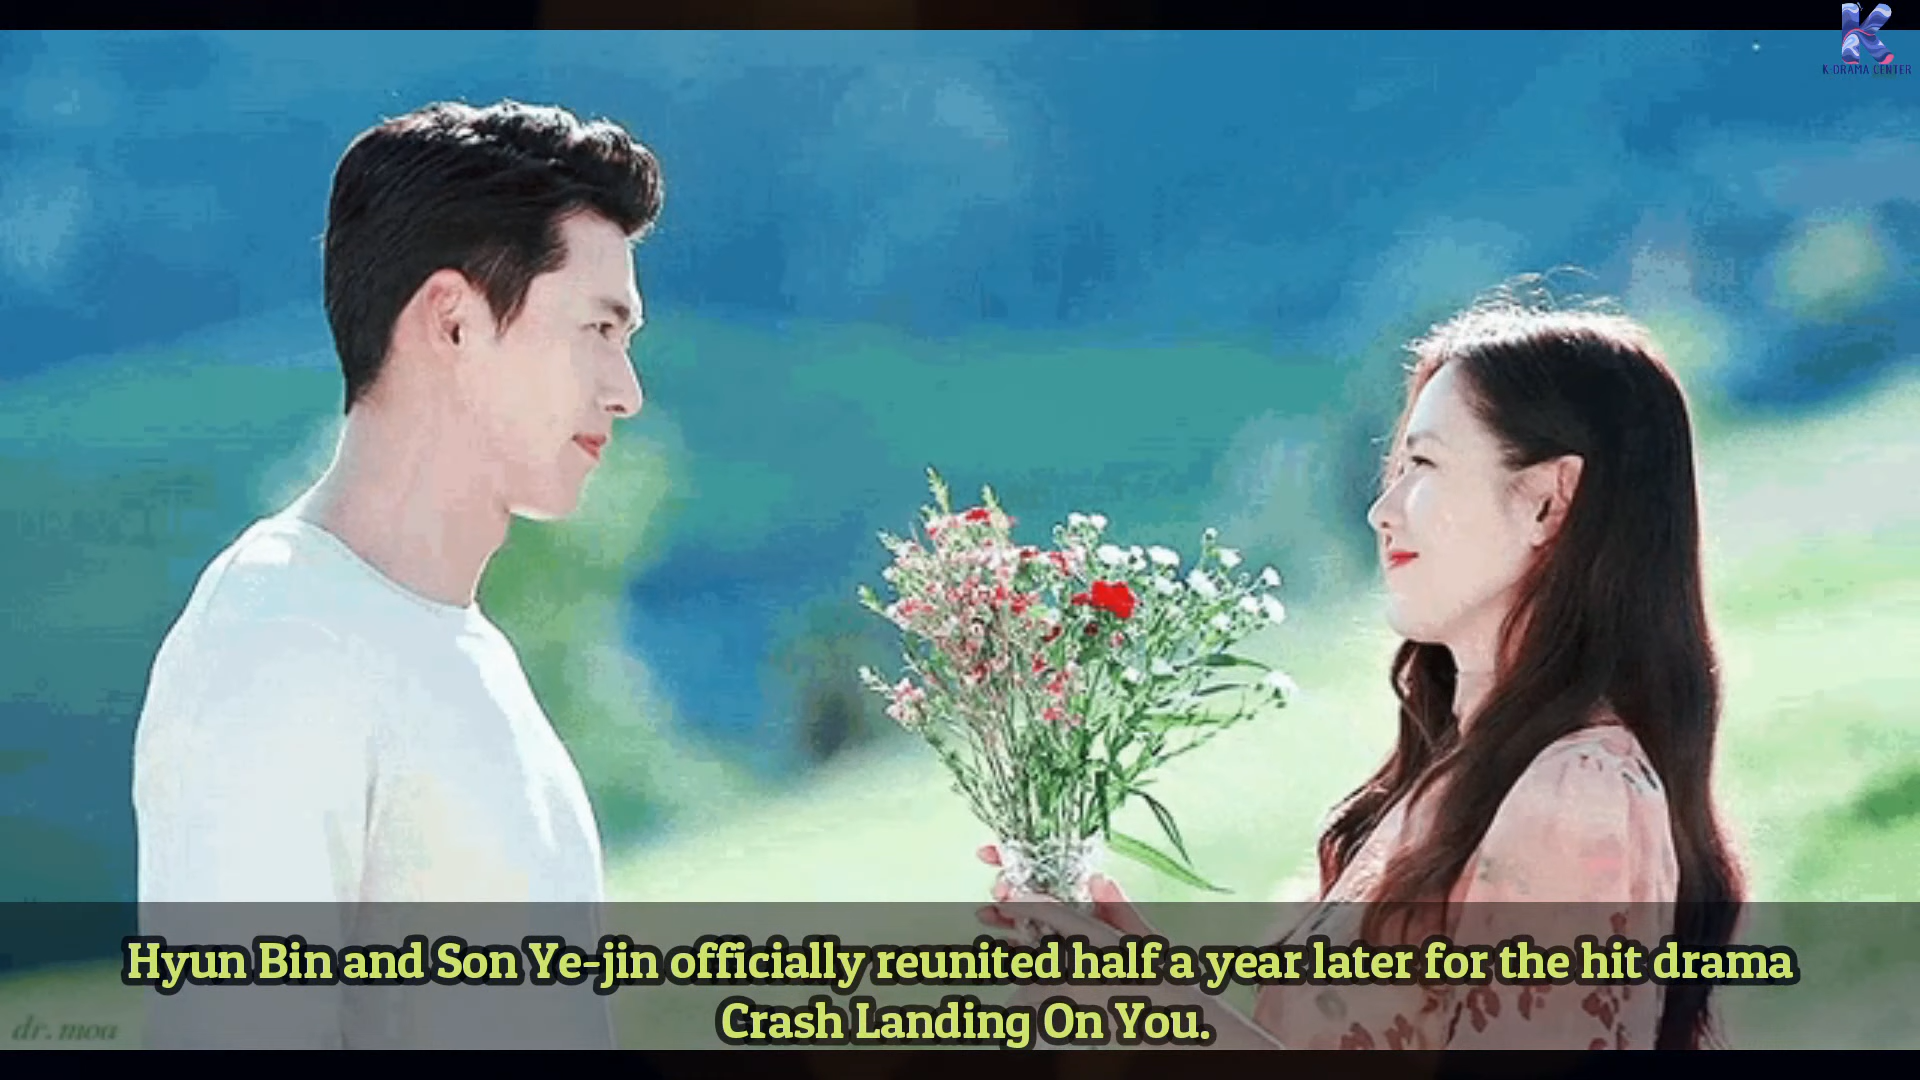 K-DRAMA CENTER
Hyun Bin and Son Ye-jin officially reunited half a year later for the hit drama
Crash Landing On You.
dr. moa